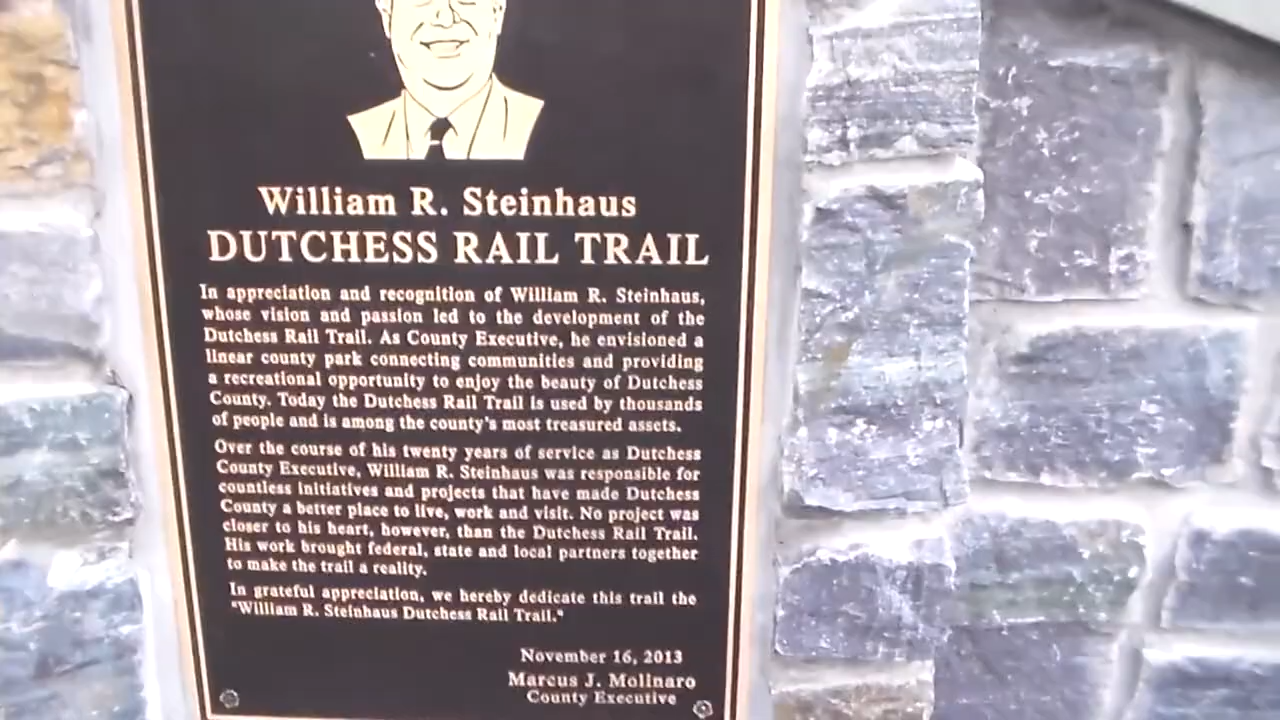 William R. Steinhaus
DUTCHESS RAIL TRAIL
In appreciation and recognition of William R. Steinhaus,
whose vision and passion led to the development of the
Dutchess Rail Trail. As County Executive, he envisioned a
linear county park connecting communities and providing
a recreational opportunity to enjoy the beauty of Dutchess
County. Today the Dutchess Rail Trail is used by thousands
of people and is among the county's most treasured assets.
Over the course of his twenty years of service as Dutchess
County Executive, William R. Steinhaus was responsible for
countless initiatives and projects that have made Dutchess
County a better place to live, work and visit. No project was
closer to his heart, however, than the Dutchess Rail Trail.
His work brought federal, state and local partners together
to make the trail a reality.
In grateful appreciation, we hereby dedicate this trail the
"William R. Steinhaus Dutchess Rail Trail."
November 16, 2013
Marcus J. Molinaro
County Executive